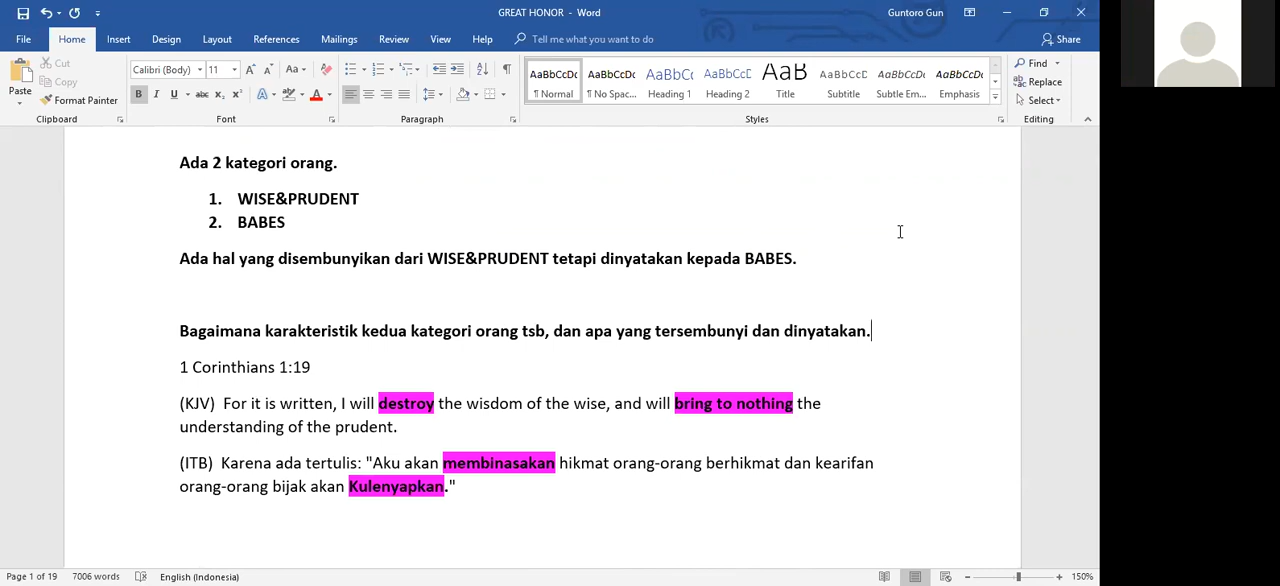 GREAT HONOR - Word
Guntoro Gun
File Home Insert Design Layout References Mailings Review View Help Tell me what you want to do Share
Paste
Cut
Copy
Format Painter
Clipboard
Calibri (Body) 11
Font
Paragraph
AaBbCcDc AaBbCcDc AaBbCc AaBbCcD AaB AaBbCcD AaBbCcDc AaBbCcDc
¶ Normal ¶ No Spac... Heading 1 Heading 2 Title Subtitle Subtle Em... Emphasis
Styles
Find
Replace
Select
Editing
Ada 2 kategori orang.
1. WISE&PRUDENT
2. BABES
Ada hal yang disembunyikan dari WISE&PRUDENT tetapi dinyatakan kepada BABES.
Bagaimana karakteristik kedua kategori orang tsb, dan apa yang tersembunyi dan dinyatakan.
1 Corinthians 1:19
(KJV) For it is written, I will destroy the wisdom of the wise, and will bring to nothing the
understanding of the prudent.
(ITB) Karena ada tertulis: "Aku akan membinasakan hikmat orang-orang berhikmat dan kearifan
orang-orang bijak akan Kulenyapkan."
Page 1 of 19 7006 words English (Indonesia) 150%